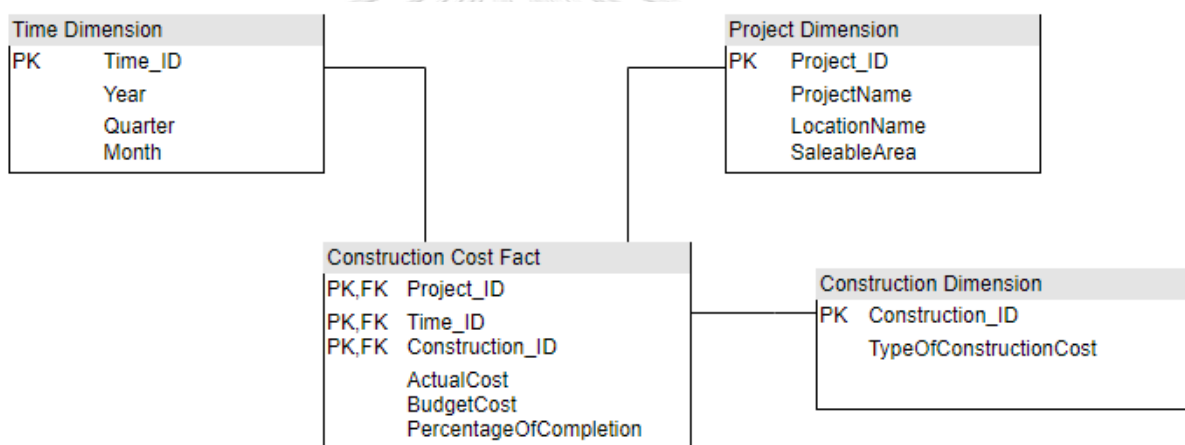 Time Dimension
PK Time_ID
Year
Quarter
Month
Project Dimension
PK Project_ID
ProjectName
LocationName
SaleableArea
Construction Cost Fact
PK,FK Project_ID
PK,FK Time_ID
PK,FK Construction_ID
ActualCost
BudgetCost
PercentageOfCompletion
Construction Dimension
PK Construction_ID
TypeOfConstructionCost